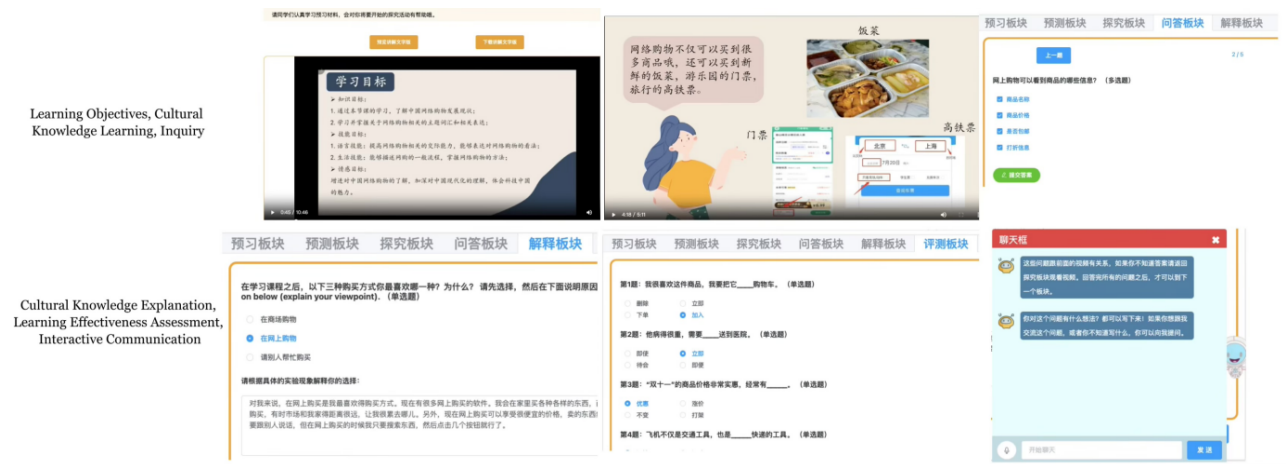 Learning Objectives, Cultural
Knowledge Learning, Inquiry
请同学们认真学习预习材料，会对你将要开始的探究活动有帮助哦。
学习目标
➢ 知识目标：
1. 通过本节课的学习，了解中国网络购物发展现状；
2. 学习并掌握关于网络购物相关的主题词汇和相关表达；
➢ 技能目标：
1. 语言技能：提高网络购物相关的交际能力，能够表达对网络购物的看法；
2. 生活技能：能够描述网购的一般流程，掌握网络购物的方法；
➢ 情感目标：
增进对中国网络购物的了解，加深对中国现代化的理解，体会科技中国
的魅力。
0:45 / 10:46
网络购物不仅可以买到很
多商品哦，还可以买到新
鲜的饭菜，游乐园的门票，
旅行的高铁票。
饭菜
门票
高铁票
北京
上海
7月20日
4:18 / 5:11
预习板块 预测板块 探究板块 问答板块 解释板块
上一题
2 / 6
网上购物可以看到商品的哪些信息？（多选题）
商品名称
商品价格
是否包邮
打折信息
提交答案
Cultural Knowledge Explanation,
Learning Effectiveness Assessment,
Interactive Communication
预习板块 预测板块 探究板块 问答板块 解释板块
在学习课程之后，以下三种购买方式你最喜欢哪一种？为什么？ 请先选择，然后在下面说明原因
on below (explain your viewpoint).（单选题）
在商场购物
在网上购物
请别人帮忙购买
请根据具体的实验现象解释你的选择：
对我来说，在网上购买是我最喜欢得购买方式。现在有很多网上购买的软件。我会在家里买各种各样的东西，
购买，有时市场和我家得距离很远，让我很累去哪儿。另外，现在网上购买可以享受很便宜的价格，卖的东西
要跟别人说话，但在网上购买的时候我只要搜索东西，然后点击几个按钮就行了。
预习板块 预测板块 探究板块 问答板块 解释板块 评测板块
第1题：我很喜欢这件商品，我要把它____购物车。（单选题）
删除 立即
下单 加入
第2题：他病得很重，需要____送到医院。（单选题）
即使 立即
待会 即便
第3题：“双十一”的商品价格非常实惠，经常有______。（单选题）
优惠 涨价
不变 打复
第4题：飞机不仅是交通工具，也是_____快速的工具。（单选题）
聊天框
这些问题跟前面的视频有关系，如果你不知道答案请返回
探究板块观看视频。回答完所有的问题之后，才可以到下
一个板块。
你对这个问题有什么想法？都可以写下来！如果你想跟我
交流这个问题，或者你不知道写什么，你可以向我提问。
开始聊天
发 送